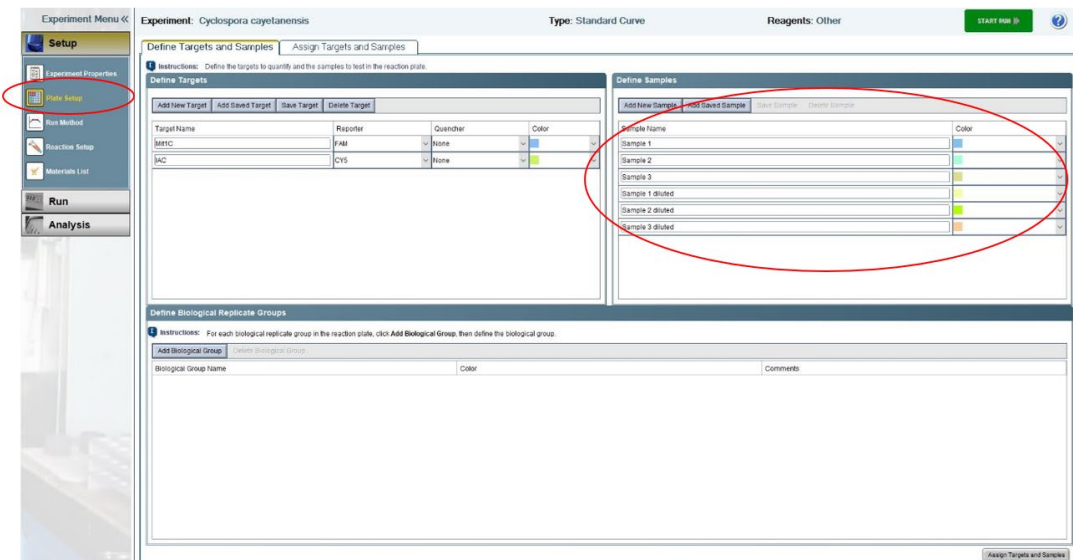 Experiment Menu «
Experiment: Cyclospora cayetanensis
Type: Standard Curve
Reagents: Other
START RUN
?
Setup
Experiment Properties
Plate Setup
Run Method
Reaction Setup
Materials List
Run
Analysis
Define Targets and Samples
Assign Targets and Samples
Instructions: Define the targets to quantify and the samples to test in the reaction plate.
Define Targets
Add New Target Add Saved Target Save Target Delete Target
Target Name Reporter Quencher Color
Mit1C FAM None
IAC CY5 None
Define Samples
Add New Sample Add Saved Sample Save Sample Delete Sample
Sample Name Color
Sample 1
Sample 2
Sample 3
Sample 1 diluted
Sample 2 diluted
Sample 3 diluted
Define Biological Replicate Groups
Instructions: For each biological replicate group in the reaction plate, click Add Biological Group, then define the biological group.
Add Biological Group Delete Biological Group
Biological Group Name Color Comments
Assign Targets and Samples